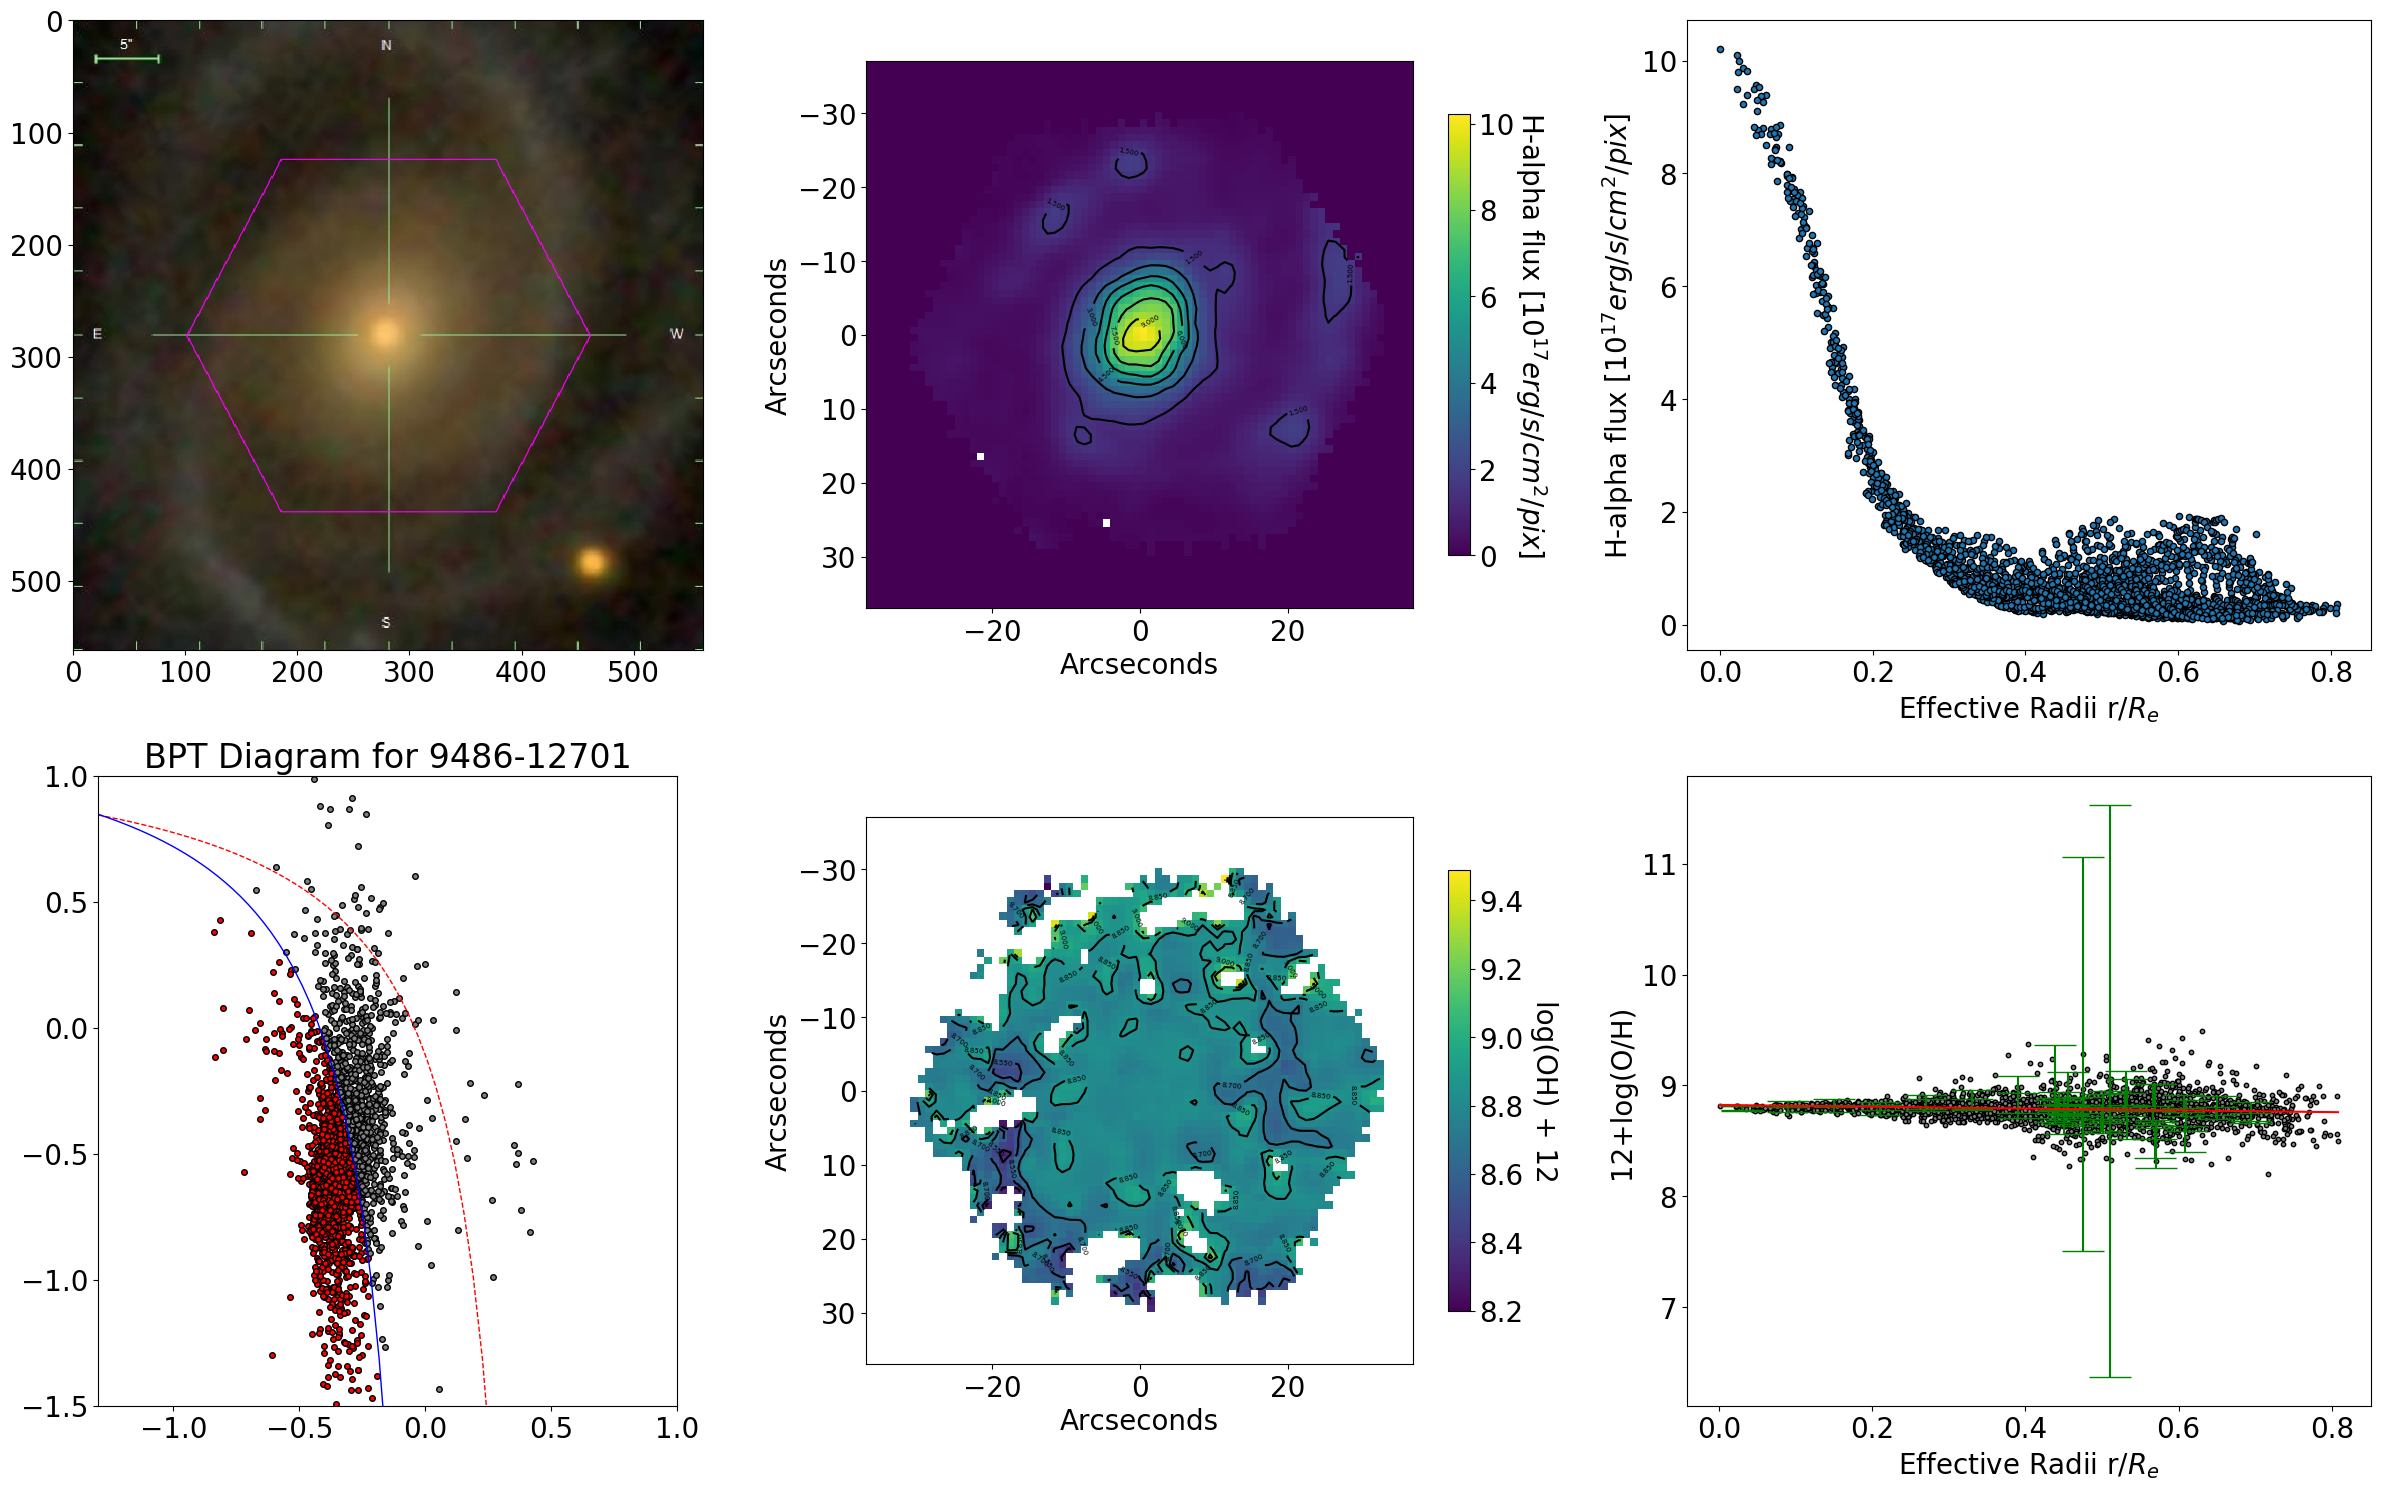 0
100
200
300
400
500
0 100 200 300 400 500
5"
N
E
W
S
−30
−20
−10
0
10
20
30
−20 0 20
Arcseconds
Arcseconds
10
8
6
4
2
0
H-alpha flux [10^17 erg/s/cm^2/pix]
10
8
6
4
2
0
0.0 0.2 0.4 0.6 0.8
H-alpha flux [10^17 erg/s/cm^2/pix]
Effective Radii r/R_e
BPT Diagram for 9486-12701
1.0
0.5
0.0
−0.5
−1.0
−1.5
−1.0 −0.5 0.0 0.5 1.0
−30
−20
−10
0
10
20
30
−20 0 20
Arcseconds
Arcseconds
9.4
9.2
9.0
8.8
8.6
8.4
8.2
log(OH) + 12
11
10
9
8
7
0.0 0.2 0.4 0.6 0.8
12+log(O/H)
Effective Radii r/R_e